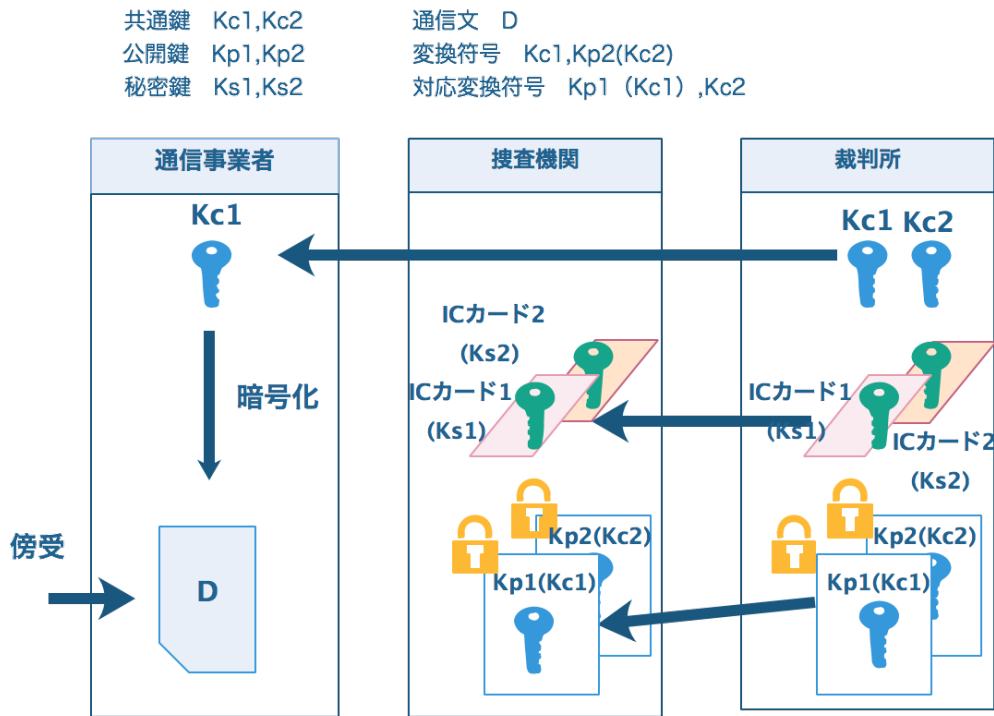 共通鍵　Kc1,Kc2
公開鍵　Kp1,Kp2
秘密鍵　Ks1,Ks2
通信文　D
変換符号　Kc1,Kp2(Kc2)
対応変換符号　Kp1（Kc1）,Kc2
通信事業者
Kc1
暗号化
傍受
D
捜査機関
ICカード2
(Ks2)
ICカード1
(Ks1)
Kp2(Kc2)
Kp1(Kc1)
裁判所
Kc1
Kc2
ICカード1
(Ks1)
ICカード2
(Ks2)
Kp2(Kc2)
Kp1(Kc1)